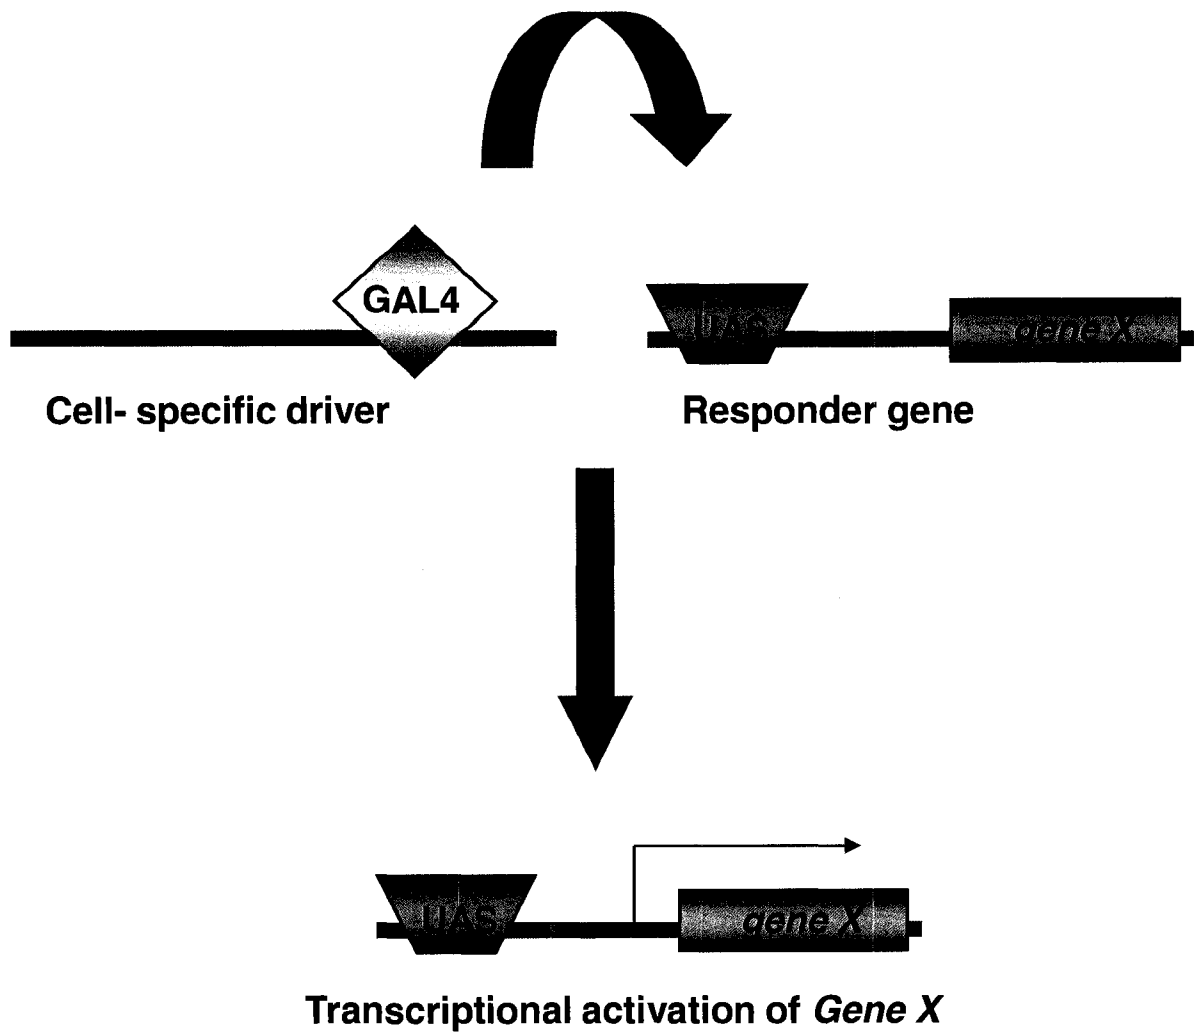 GAL4
UAS
gene X
Cell- specific driver
Responder gene
UAS
gene X
Transcriptional activation of Gene X